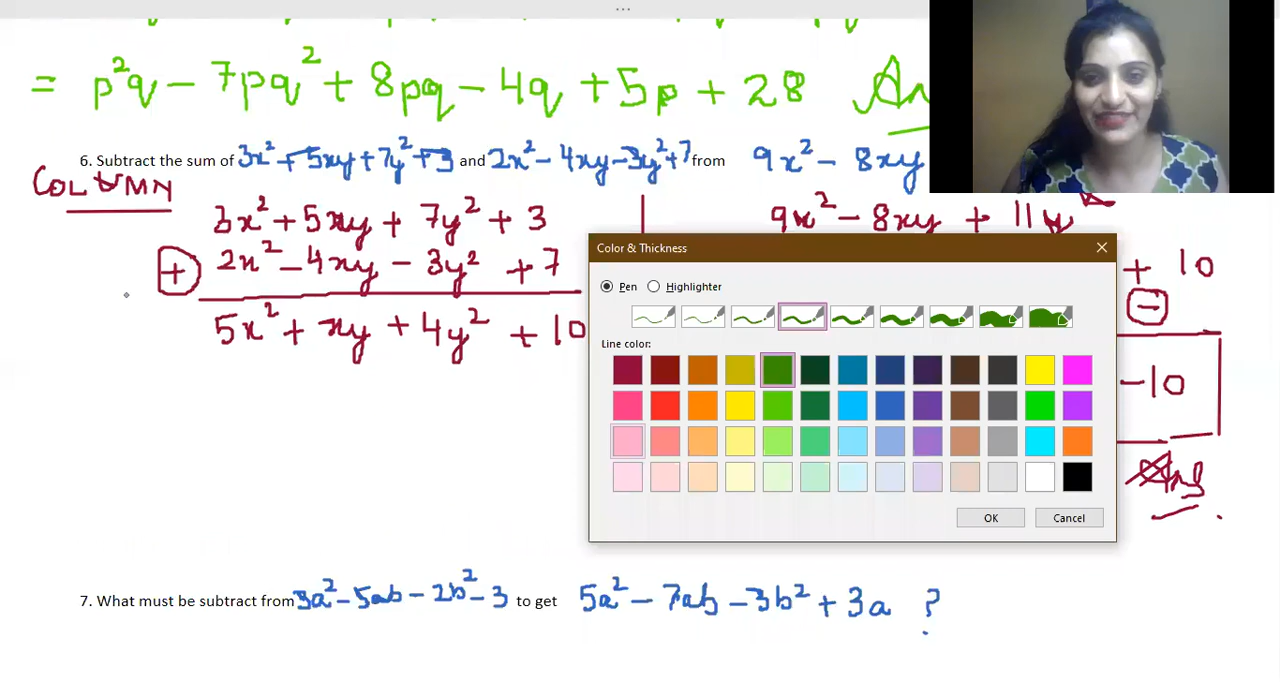 = p²q − 7pq² + 8pq − 4q + 5p + 28
6. Subtract the sum of 3x² + 5xy + 7y² + 3 and 2x² − 4xy − 3y² + 7 from 9x² − 8xy
COLUMN
3x² + 5xy + 7y² + 3
9x² − 8xy + 11y²
+ 2x² − 4xy − 3y² + 7
+ 10
−
5x² + xy + 4y² + 10
−10
Ans
Color & Thickness
Pen Highlighter
Line color:
OK Cancel
7. What must be subtract from 3a² − 5ab − 2b² − 3 to get 5a² − 7ab − 3b² + 3a ?